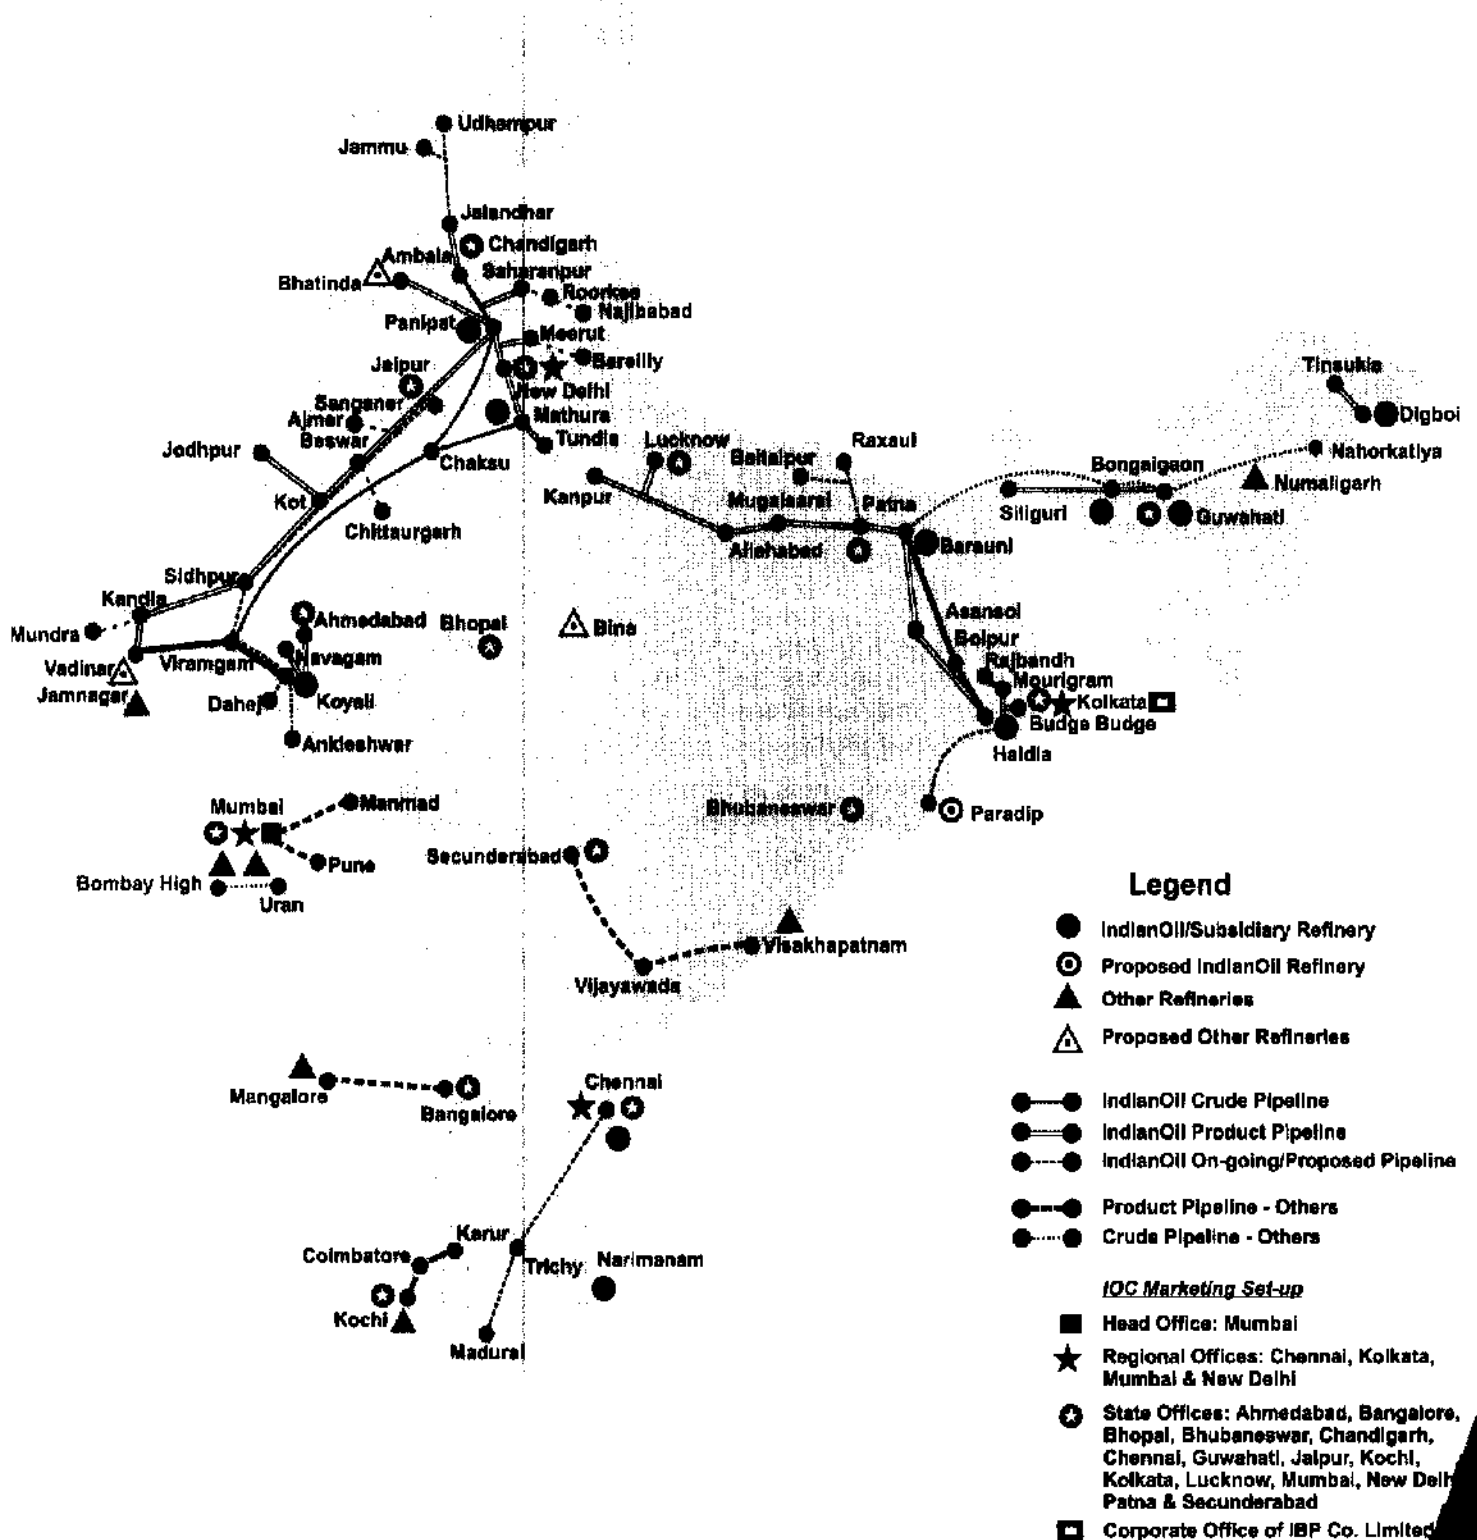 Udhampur
Jammu
Jalandhar
Chandigarh
Ambala
Saharanpur
Bhatinda
Roorkee
Najibabad
Panipat
Meerut
Bareilly
Jaipur
New Delhi
Sanganer
Mathura
Ajmer
Tundla
Beawar
Jodhpur
Chaksu
Kot
Chittaurgarh
Lucknow
Raxaul
Baitalpur
Kanpur
Mugalsarai
Patna
Allahabad
Barauni
Tinsukia
Digboi
Nahorkatiya
Bongaigaon
Numaligarh
Siliguri
Guwahati
Sidhpur
Kandla
Mundra
Ahmedabad
Bhopal
Bina
Navagam
Vadinar
Viramgam
Jamnagar
Dahej
Koyali
Ankleshwar
Asansol
Bolpur
Rajbandh
Mourigram
Kolkata
Budge Budge
Haldia
Paradip
Bhubaneswar
Mumbai
Manmad
Pune
Bombay High
Uran
Secunderabad
Visakhapatnam
Vijayawada
Mangalore
Bangalore
Chennai
Karur
Coimbatore
Trichy
Narimanam
Kochi
Madurai
Legend
IndianOil/Subsidiary Refinery
Proposed IndianOil Refinery
Other Refineries
Proposed Other Refineries
IndianOil Crude Pipeline
IndianOil Product Pipeline
IndianOil On-going/Proposed Pipeline
Product Pipeline - Others
Crude Pipeline - Others
IOC Marketing Set-up
Head Office: Mumbai
Regional Offices: Chennai, Kolkata,
Mumbai & New Delhi
State Offices: Ahmedabad, Bangalore,
Bhopal, Bhubaneswar, Chandigarh,
Chennai, Guwahati, Jaipur, Kochi,
Kolkata, Lucknow, Mumbai, New Delh
Patna & Secunderabad
Corporate Office of IBP Co. Limited